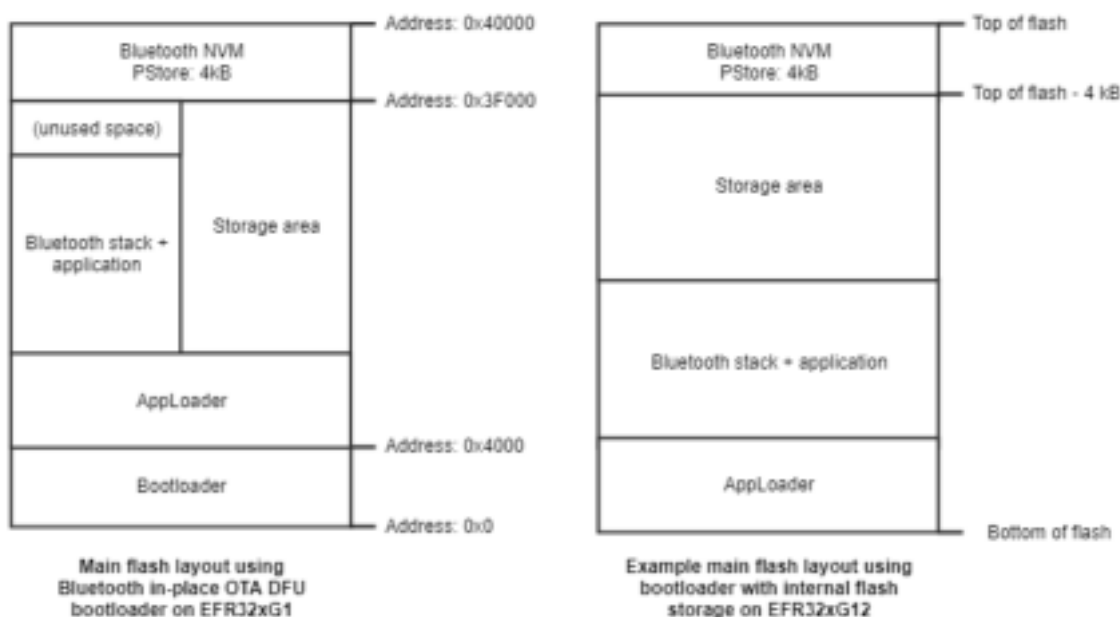 Address: 0x40000
Bluetooth NVM
PStore: 4kB
Address: 0x3F000
(unused space)
Storage area
Bluetooth stack +
application
AppLoader
Address: 0x4000
Bootloader
Address: 0x0
Main flash layout using
Bluetooth in-place OTA DFU
bootloader on EFR32xG1
Top of flash
Bluetooth NVM
PStore: 4kB
Top of flash - 4 kB
Storage area
Bluetooth stack + application
AppLoader
Bottom of flash
Example main flash layout using
bootloader with internal flash
storage on EFR32xG12